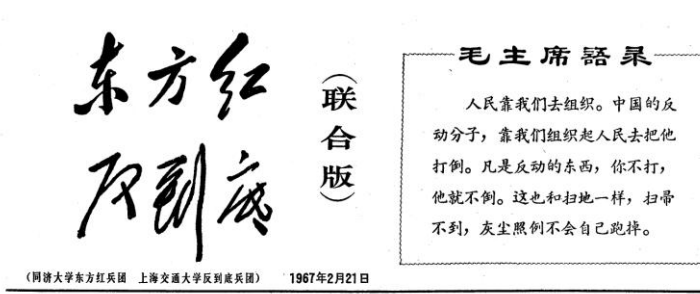 东方红
反到底
（联合版）
（同济大学东方红兵团　上海交通大学反到底兵团）　1967年2月21日
毛主席語录
人民靠我们去组织。中国的反
动分子，靠我们组织起人民去把他
打倒。凡是反动的东西，你不打，
他就不倒。这也和扫地一样，扫帚
不到，灰尘照例不会自己跑掉。